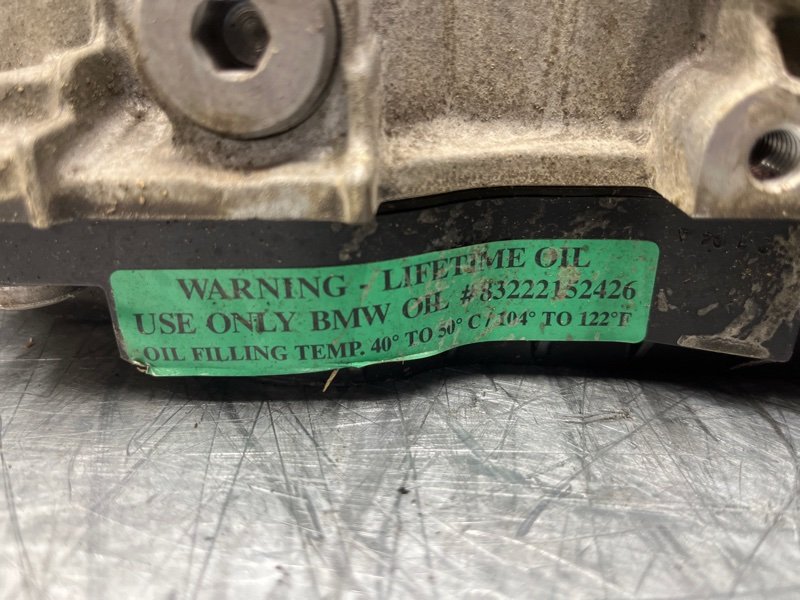 WARNING - LIFETIME OIL
USE ONLY BMW OIL #83222152426
OIL FILLING TEMP. 40° TO 50° C / 104° TO 122°F